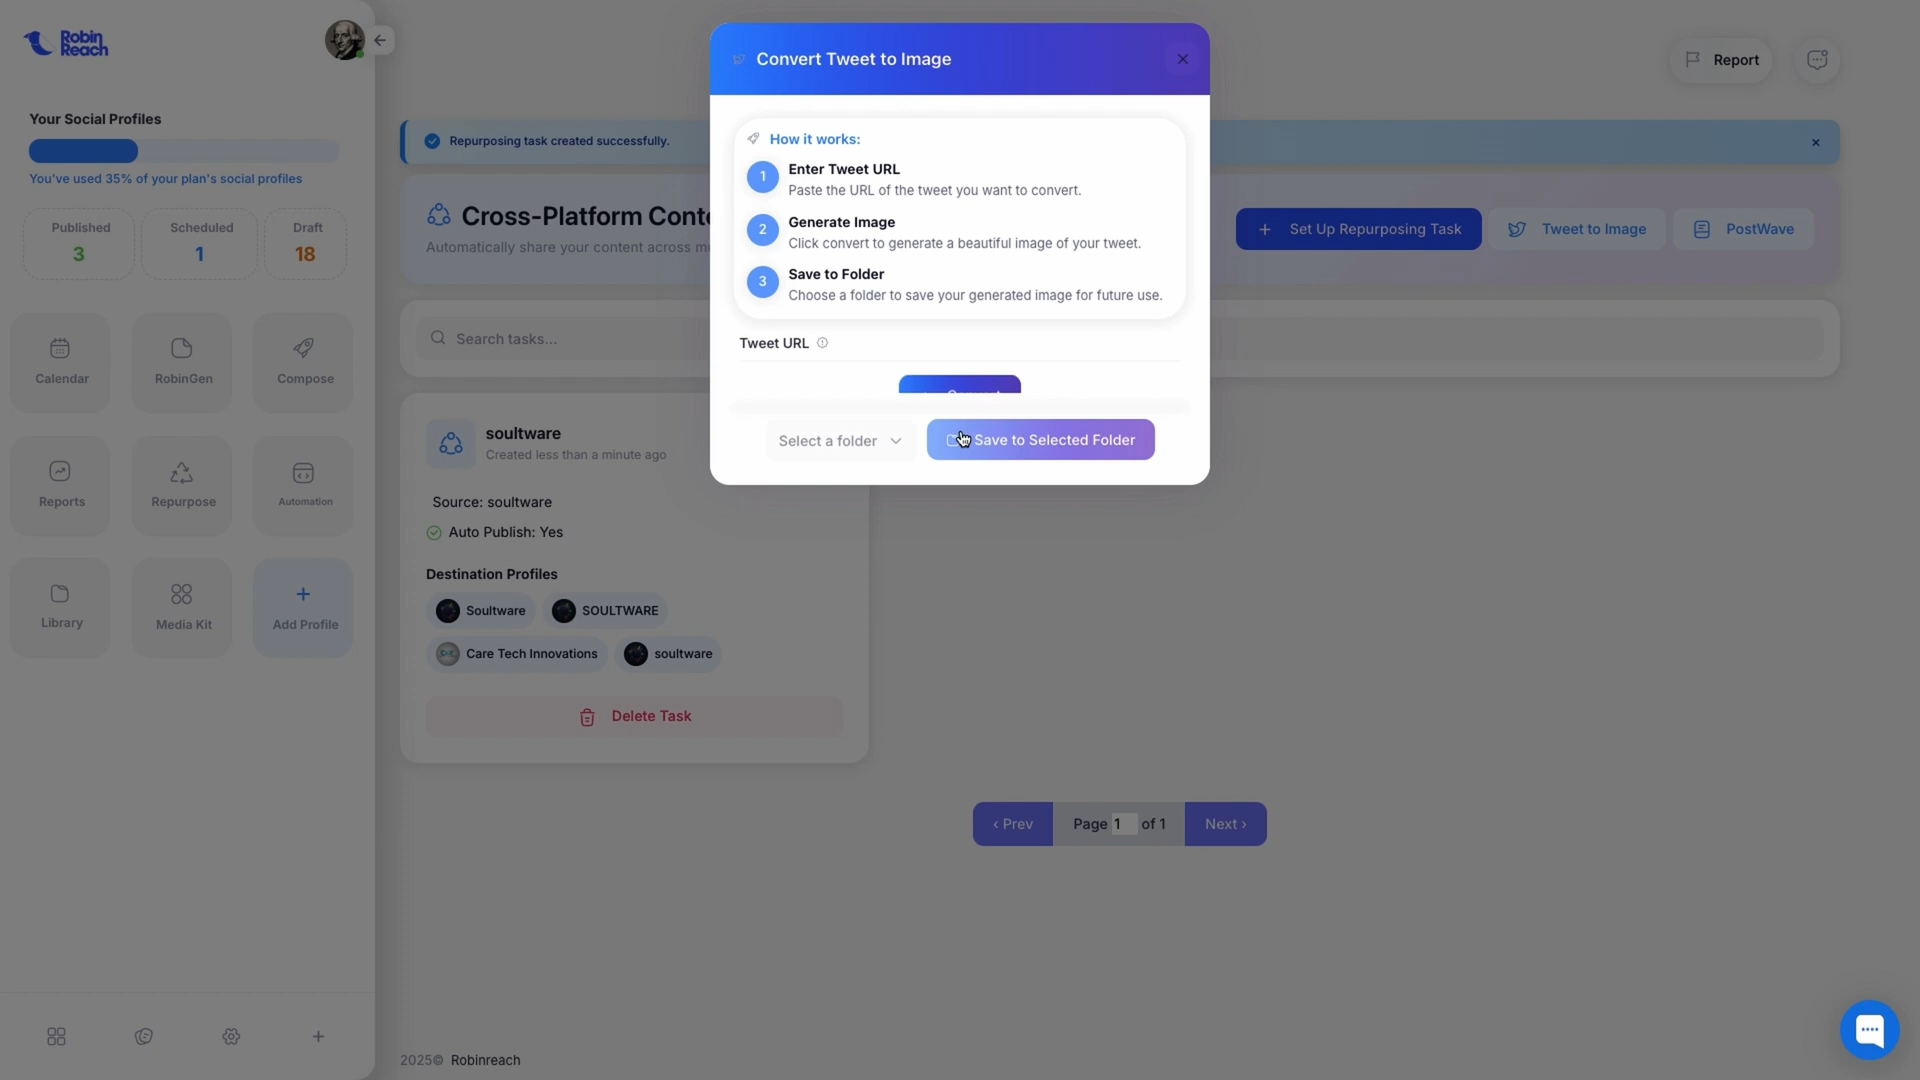 Robin
Reach
Your Social Profiles
You've used 35% of your plan's social profiles
Published
3
Scheduled
1
Draft
18
Calendar
RobinGen
Compose
Reports
Repurpose
Automation
Library
Media Kit
Add Profile
Convert Tweet to Image
How it works:
1
Enter Tweet URL
Paste the URL of the tweet you want to convert.
2
Generate Image
Click convert to generate a beautiful image of your tweet.
3
Save to Folder
Choose a folder to save your generated image for future use.
Tweet URL
Select a folder
Save to Selected Folder
Report
Repurposing task created successfully.
Cross-Platform
Automatically share your content across
Set Up Repurposing Task
Tweet to Image
PostWave
Search tasks...
soultware
Created less than a minute ago
Source: soultware
Auto Publish: Yes
Destination Profiles
Soultware
SOULTWARE
Care Tech Innovations
soultware
Delete Task
‹ Prev
Page 1 of 1
Next ›
2025© Robinreach